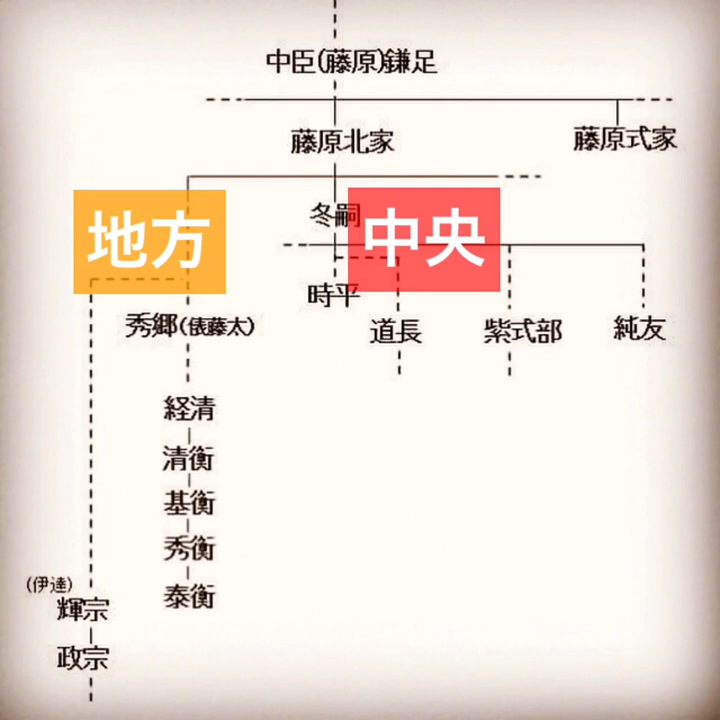 中臣(藤原)鎌足
藤原北家
藤原式家
地方
冬嗣
中央
時平
秀郷(俵藤太)
道長
紫式部
純友
経清
清衡
基衡
秀衡
泰衡
(伊達)
輝宗
政宗